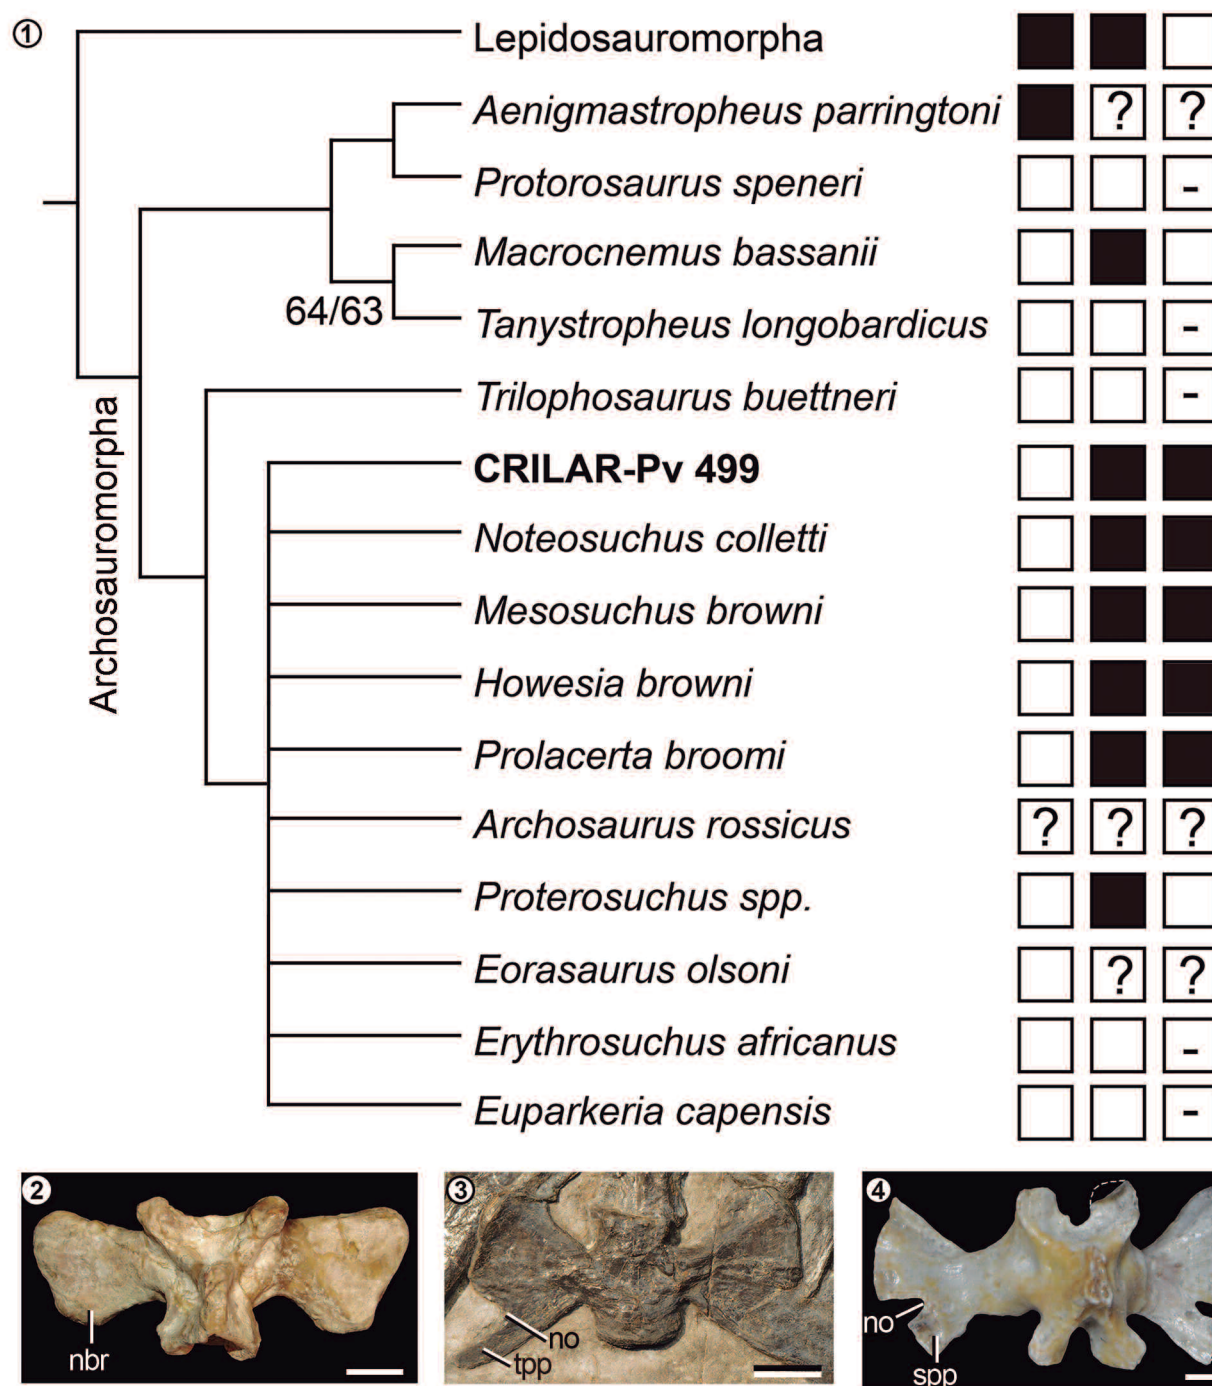 1
Lepidosauromorpha
Aenigmastropheus parringtoni ? ?
Protorosaurus speneri -
Macrocnemus bassanii
64/63
Tanystropheus longobardicus -
Trilophosaurus buettneri -
Archosauromorpha
CRILAR-Pv 499
Noteosuchus colletti
Mesosuchus browni
Howesia browni
Prolacerta broomi
Archosaurus rossicus ? ? ?
Proterosuchus spp.
Eorasaurus olsoni ? ?
Erythrosuchus africanus -
Euparkeria capensis -
2
nbr
3
no
tpp
4
no
spp